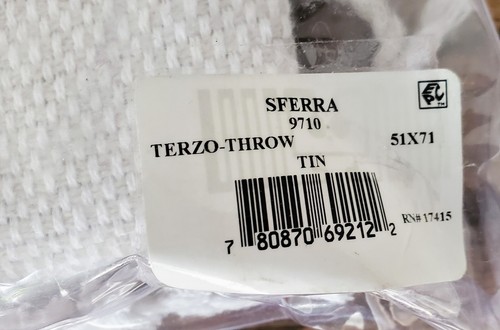 SFERRA
9710
TERZO-THROW 51X71
TIN
RN# 17415
7 80870 69212 2